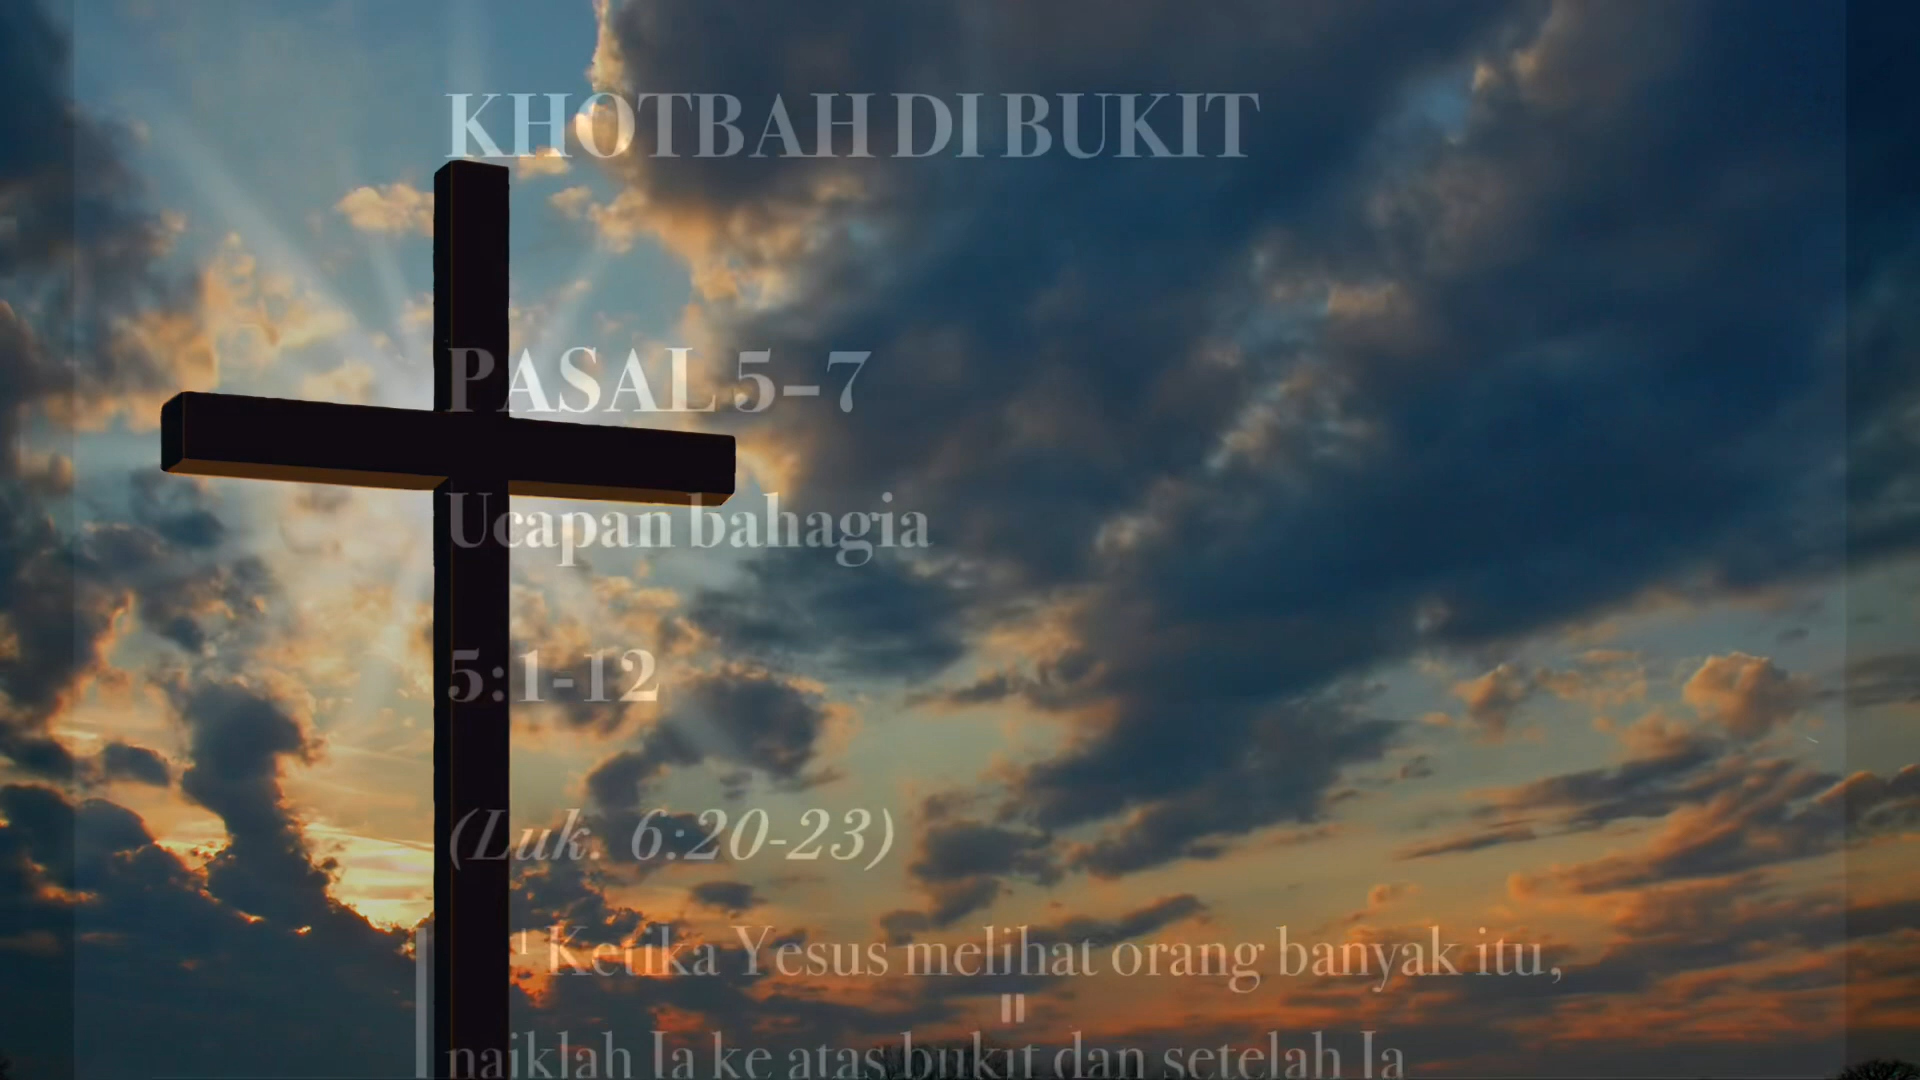 KHOTBAH DI BUKIT
PASAL 5–7
Ucapan bahagia
5:1-12
(Luk. 6:20-23)
1 Ketika Yesus melihat orang banyak itu,
naiklah Ia ke atas bukit dan setelah Ia